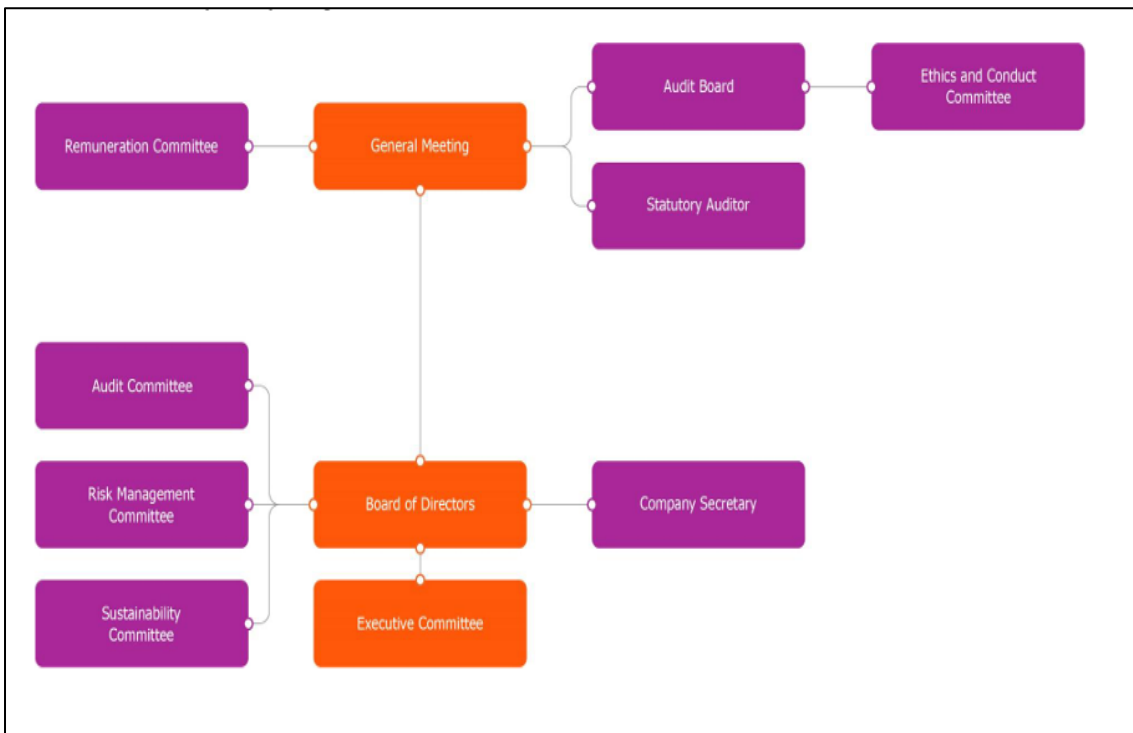 Audit Board
Ethics and Conduct
Committee
Remuneration Committee
General Meeting
Statutory Auditor
Audit Committee
Risk Management
Committee
Board of Directors
Company Secretary
Sustainability
Committee
Executive Committee